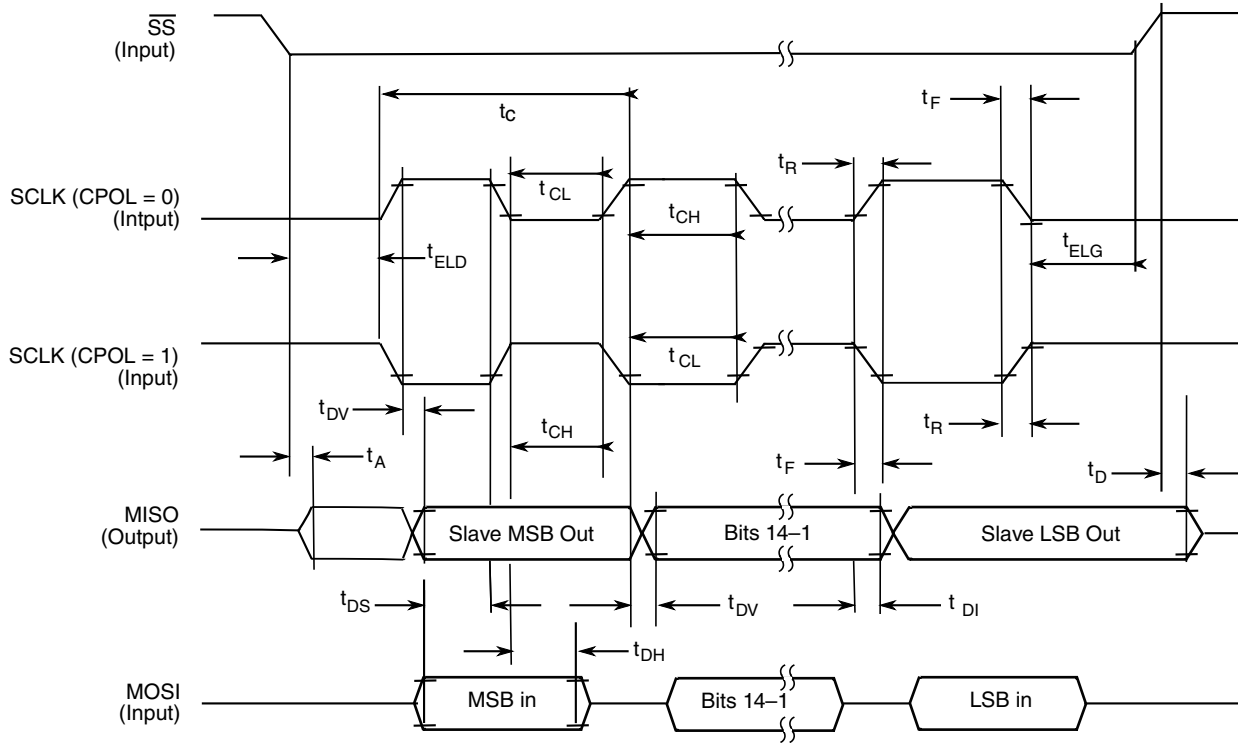 SS
(Input)
tF
tC
tR
SCLK (CPOL = 0)
(Intput)
tCL
tCH
tELD
tELG
SCLK (CPOL = 1)
(Input)
tCL
tDV
tCH
tR
tA
tF
tD
MISO
(Output)
Slave MSB Out
Bits 14–1
Slave LSB Out
tDS
tDV
tDI
tDH
MOSI
(Input)
MSB in
Bits 14–1
LSB in